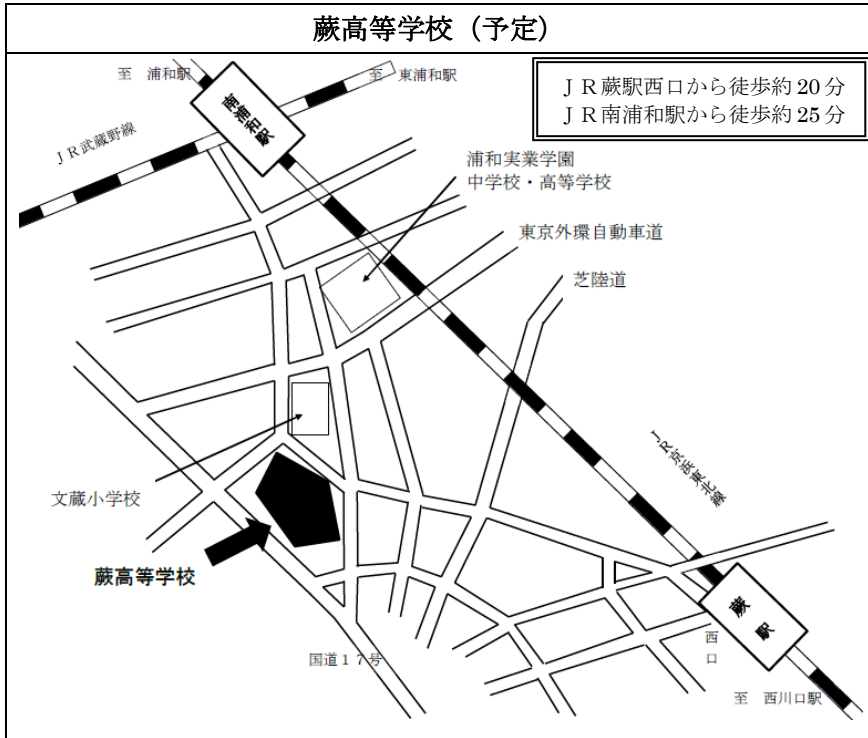 蕨高等学校（予定）
至　浦和駅
至　東浦和駅
ＪＲ蕨駅西口から徒歩約 20 分
ＪＲ南浦和駅から徒歩約 25 分
南浦和駅
ＪＲ武蔵野線
浦和実業学園
中学校・高等学校
東京外環自動車道
芝陸道
ＪＲ京浜東北線
文蔵小学校
蕨高等学校
蕨駅
西口
国道１７号
至　西川口駅